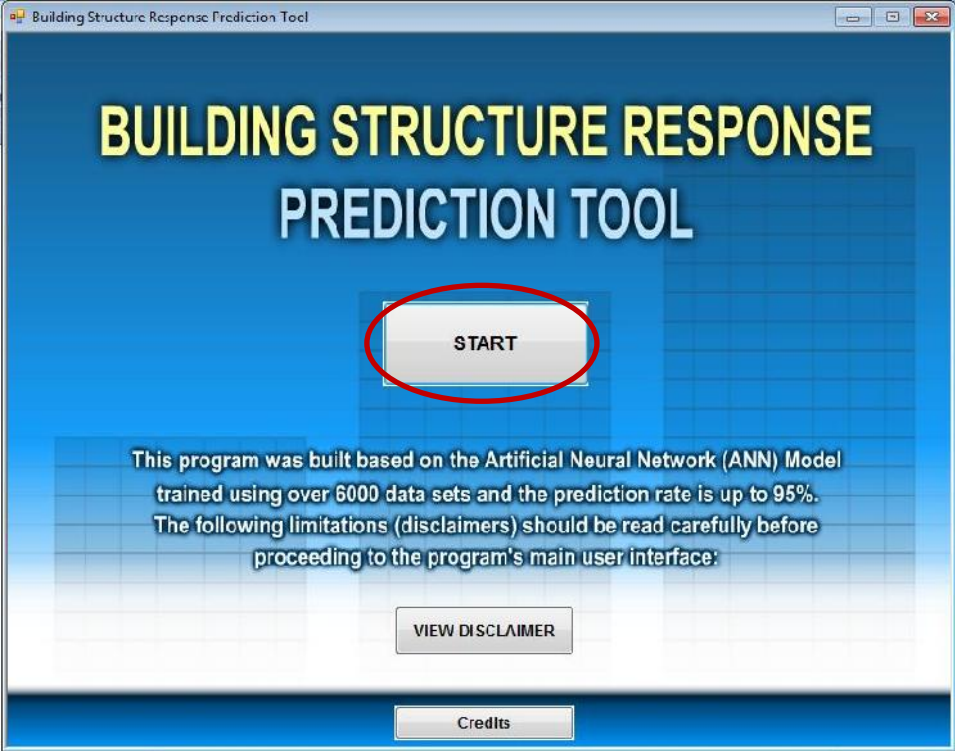 Building Structure Response Prediction Tool
BUILDING STRUCTURE RESPONSE
PREDICTION TOOL
START
This program was built based on the Artificial Neural Network (ANN) Model
trained using over 6000 data sets and the prediction rate is up to 95%.
The following limitations (disclaimers) should be read carefully before
proceeding to the program's main user interface:
VIEW DISCLAIMER
Credits